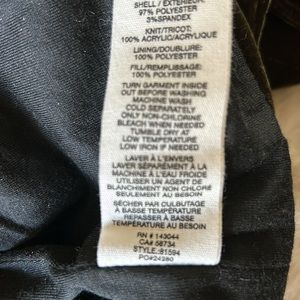 SHELL / EXTERIEUR:
97% POLYESTER
3%SPANDEX
KNIT/TRICOT:
100% ACRYLIC/ACRYLIQUE
LINING/DOUBLURE:
100% POLYESTER
FILL/REMPLISSAGE:
100% POLYESTER
TURN GARMENT INSIDE
OUT BEFORE WASHING
MACHINE WASH
COLD SEPARATELY
ONLY NON-CHLORINE
BLEACH WHEN NEEDED
TUMBLE DRY AT
LOW TEMPERATURE
LOW IRON IF NEEDED
LAVER À L'ENVERS
LAVER SÉPARÉMENT À LA
MACHINE À L'EAU FROIDE
UTILISER UN AGENT DE
BLANCHIMENT NON CHLORÉ
SEULEMENT AU BESOIN
SÉCHER PAR CULBUTAGE
À BASSE TEMPÉRATURE
REPASSER À BASSE
TEMPÉRATURE AU BESOIN
RN # 143044
CA# 56734
STYLE:81594
PO#24280